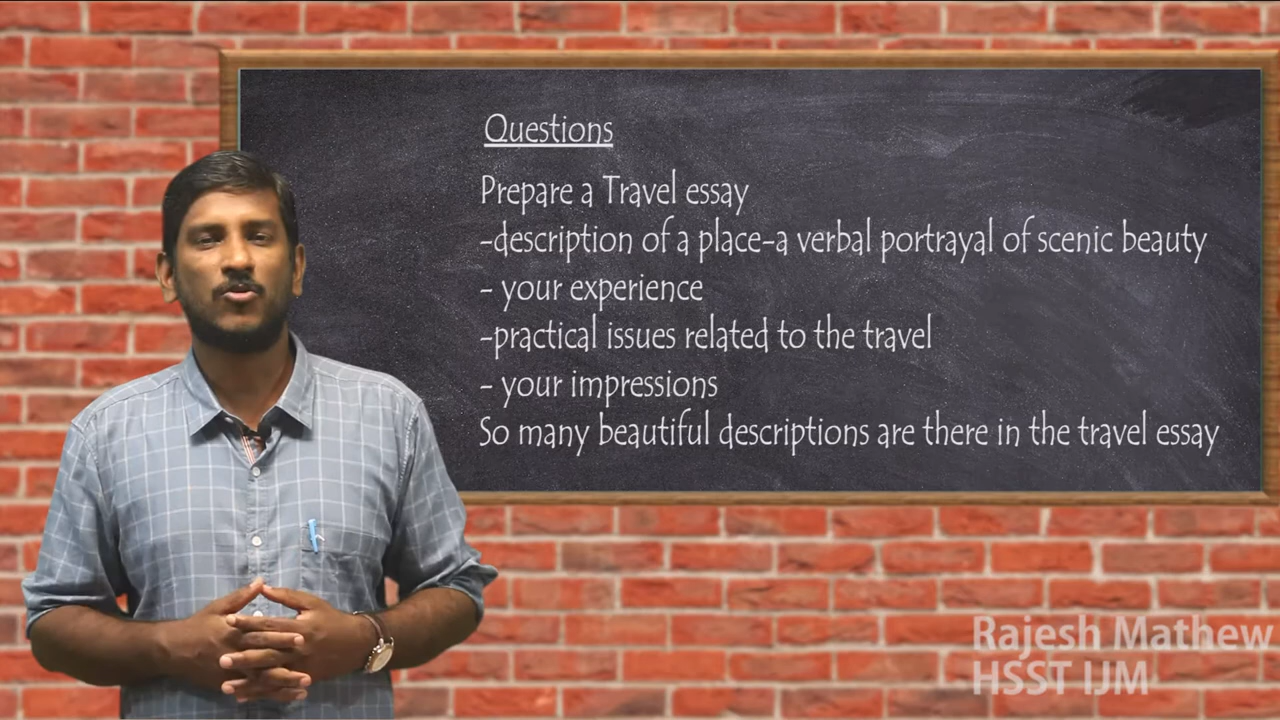 Questions
Prepare a Travel essay
-description of a place-a verbal portrayal of scenic beauty
- your experience
-practical issues related to the travel
- your impressions
So many beautiful descriptions are there in the travel essay
Rajesh Mathew
HSST IJM